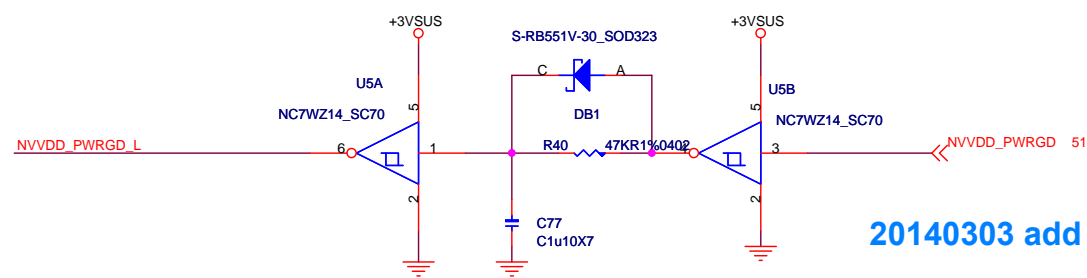 +3VSUS
+3VSUS
S-RB551V-30_SOD323
C
A
U5A
U5B
5
5
DB1
NC7WZ14_SC70
NC7WZ14_SC70
NVVDD_PWRGD_L
6
1
R40
47KR1%0402
4
3
NVVDD_PWRGD 51
2
2
C77
C1u10X7
20140303 add